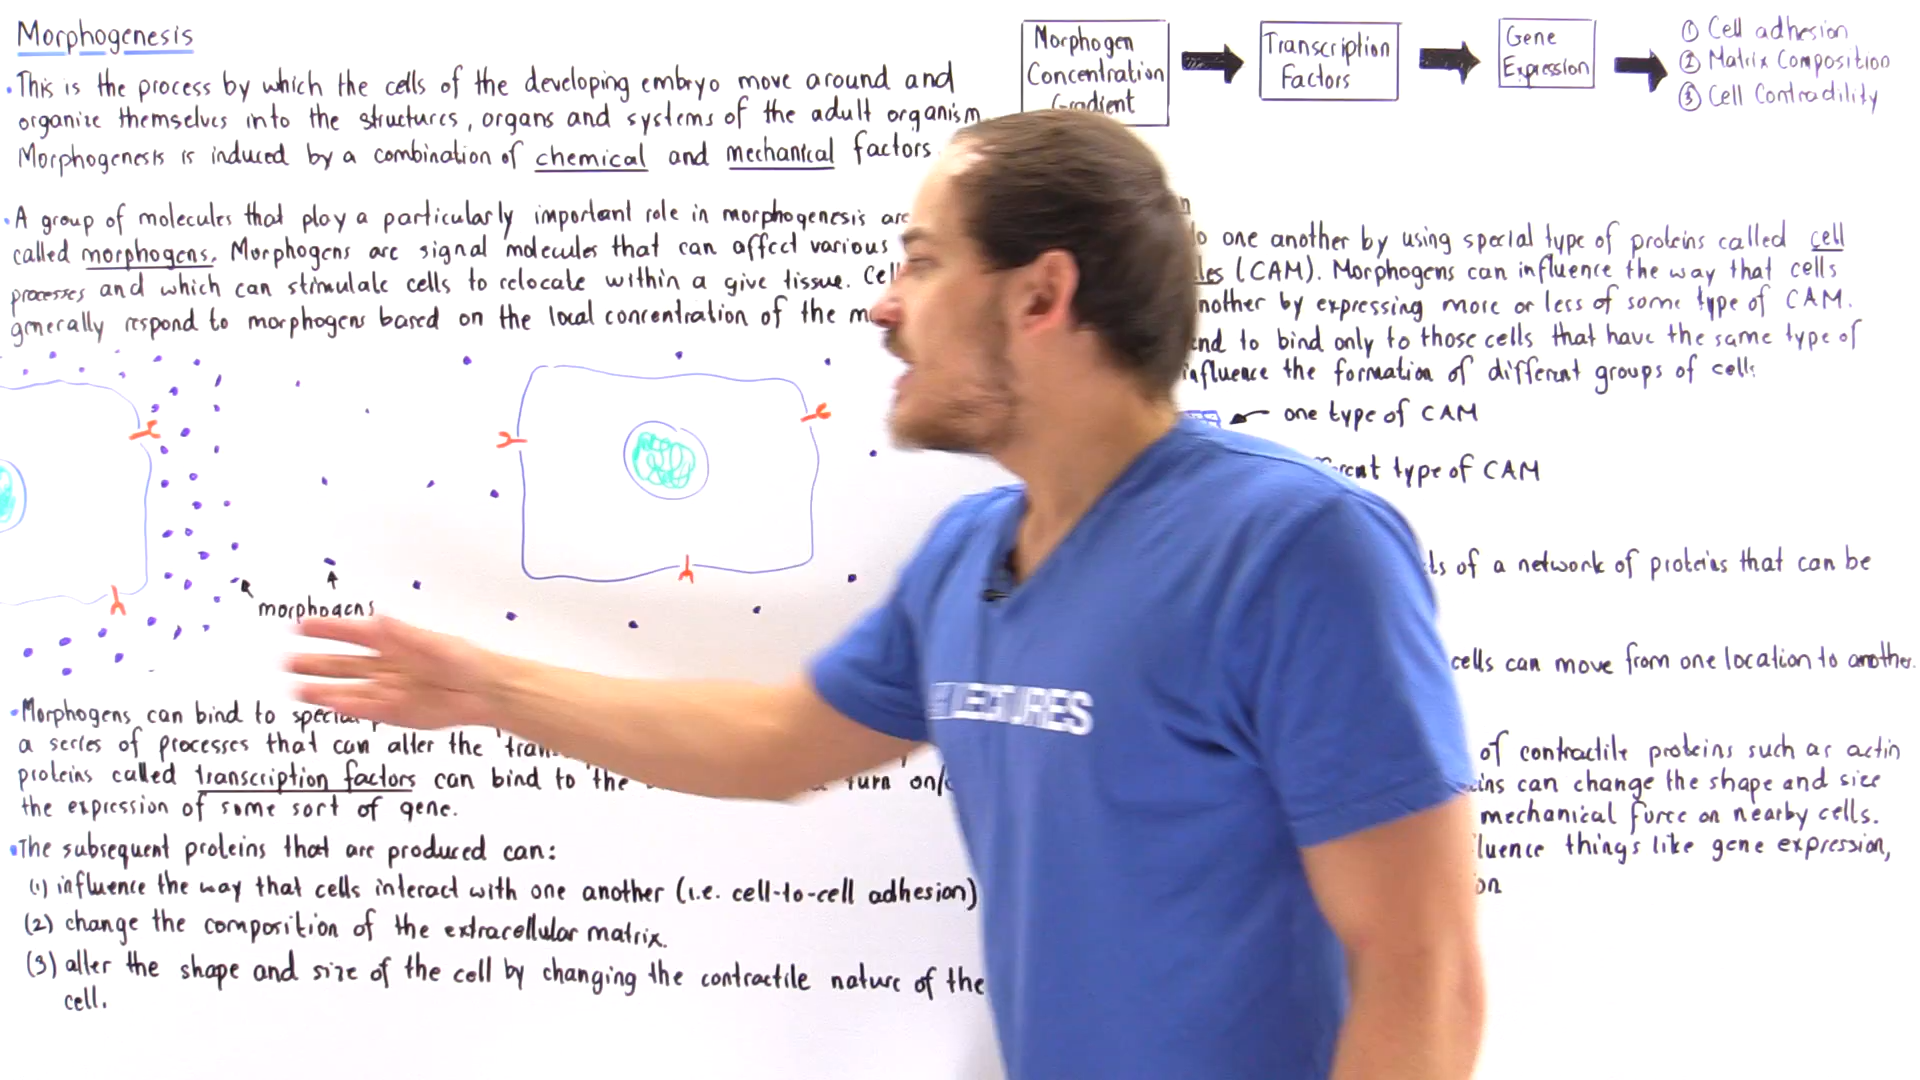 Morphogenesis
• This is the process by which the cells of the developing embryo move around and
organize themselves into the structures, organs and systems of the adult organism
Morphogenesis is induced by a combination of chemical and mechanical factors
• A group of molecules that play a particularly important role in morphogenesis are
called morphogens. Morphogens are signal molecules that can affect various
processes and which can stimulate cells to relocate within a give tissue.
generally respond to morphogens based on the local concentration of the
morphogens
• Morphogens can bind to
a series of processes that can alter the
proteins called transcription factors can bind to the turn
the expression of some sort of gene.
• The subsequent proteins that are produced can:
(1) influence the way that cells interact with one another (i.e. cell-to-cell adhesion)
(2) change the composition of the extracellular matrix.
(3) alter the shape and size of the cell by changing the contractile nature of the
cell.
Morphogen
Concentration
Gradient
Transcription
Factors
Gene
Expression
① Cell adhesion
② Matrix Composition
③ Cell Contradility
one another by using special type of proteins called cell
(CAM). Morphogens can influence the way that cells
by expressing more or less of some type of CAM.
to bind only to those cells that have the same type of
the formation of different groups of cells
one type of CAM
type of CAM
of a network of proteins that can be
cells can move from one location to another.
of contractile proteins such as actin
can change the shape and size
mechanical force on nearby cells.
things like gene expression,
LECTURES